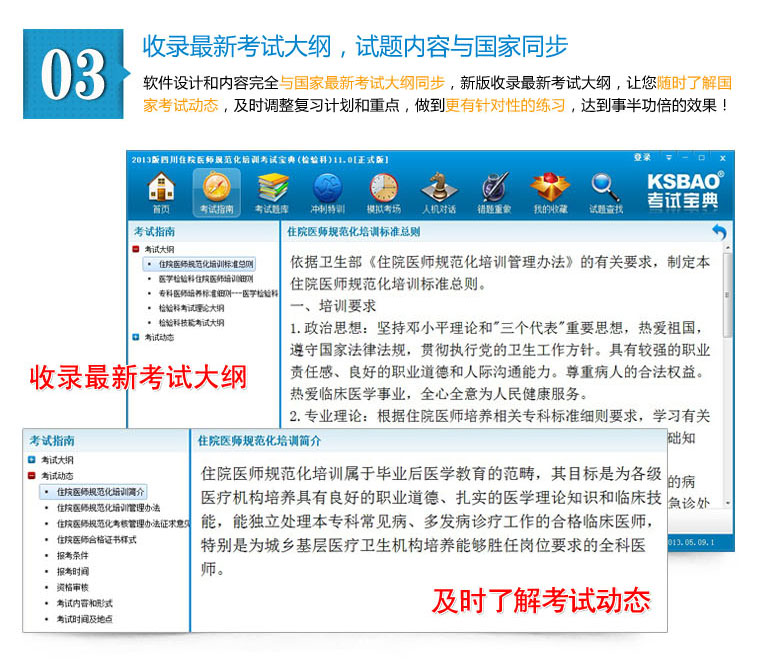 03
收录最新考试大纲，试题内容与国家同步
软件设计和内容完全与国家最新考试大纲同步，新版收录最新考试大纲，让您随时了解国
家考试动态，及时调整复习计划和重点，做到更有针对性的练习，达到事半功倍的效果！
2013版四川住院医师规范化培训考试宝典(检验科)11.0[正式版]
登录
首页 考试指南 考试题库 冲刺特训 模拟考场 人机对话 错题重做 我的收藏 试题查找
KSBAO®
考试宝典
考试指南
考试大纲
住院医师规范化培训标准总则
医学检验科住院医师培训细则
专科医师培养标准细则---医学检验科
检验科考试理论大纲
检验科技能考试大纲
考试动态
住院医师规范化培训标准总则
依据卫生部《住院医师规范化培训管理办法》的有关要求，制定本
住院医师规范化培训标准总则。
一、培训要求
1.政治思想：坚持邓小平理论和"三个代表"重要思想，热爱祖国，
遵守国家法律法规，贯彻执行党的卫生工作方针。具有较强的职业
责任感、良好的职业道德和人际沟通能力。尊重病人的合法权益。
热爱临床医学事业，全心全意为人民健康服务。
2.专业理论：根据住院医师培养相关专科标准细则要求，学习有关
础知
的病
急诊处
013.05.09.1
收录最新考试大纲
考试指南
考试大纲
考试动态
住院医师规范化培训简介
住院医师规范化培训管理办法
住院医师规范化考核管理办法征求意见
住院医师合格证书样式
报考条件
报考时间
资格审核
考试内容和形式
考试时间及地点
住院医师规范化培训简介
住院医师规范化培训属于毕业后医学教育的范畴，其目标是为各级
医疗机构培养具有良好的职业道德、扎实的医学理论知识和临床技
能，能独立处理本专科常见病、多发病诊疗工作的合格临床医师，
特别是为城乡基层医疗卫生机构培养能够胜任岗位要求的全科医
师。
及时了解考试动态